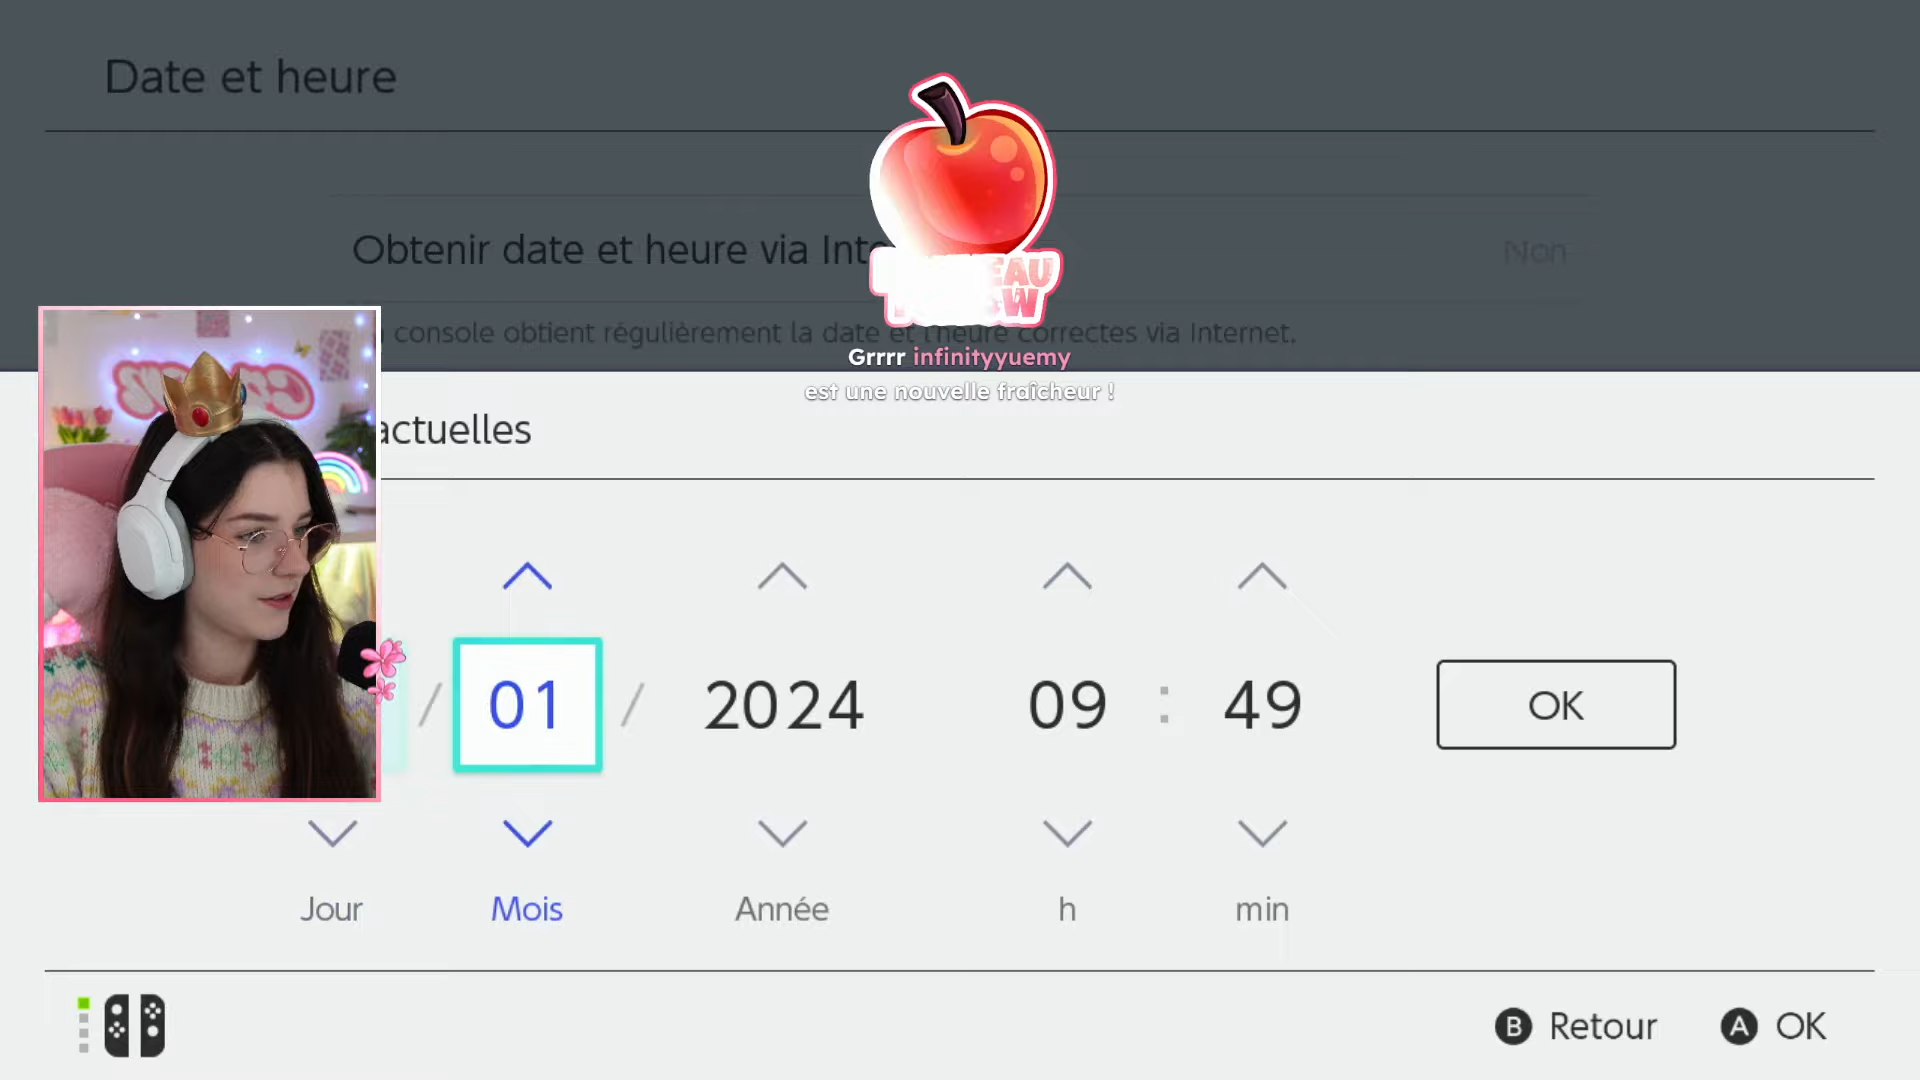 Date et heure
Obtenir date et heure via Inte
Non
console obtient régulièrement la date et l'heure correctes via Internet.
Grrrr infinityyuemy
est une nouvelle fraîcheur !
actuelles
/ 01 / 2024 09 : 49 OK
Jour Mois Année h min
B Retour A OK